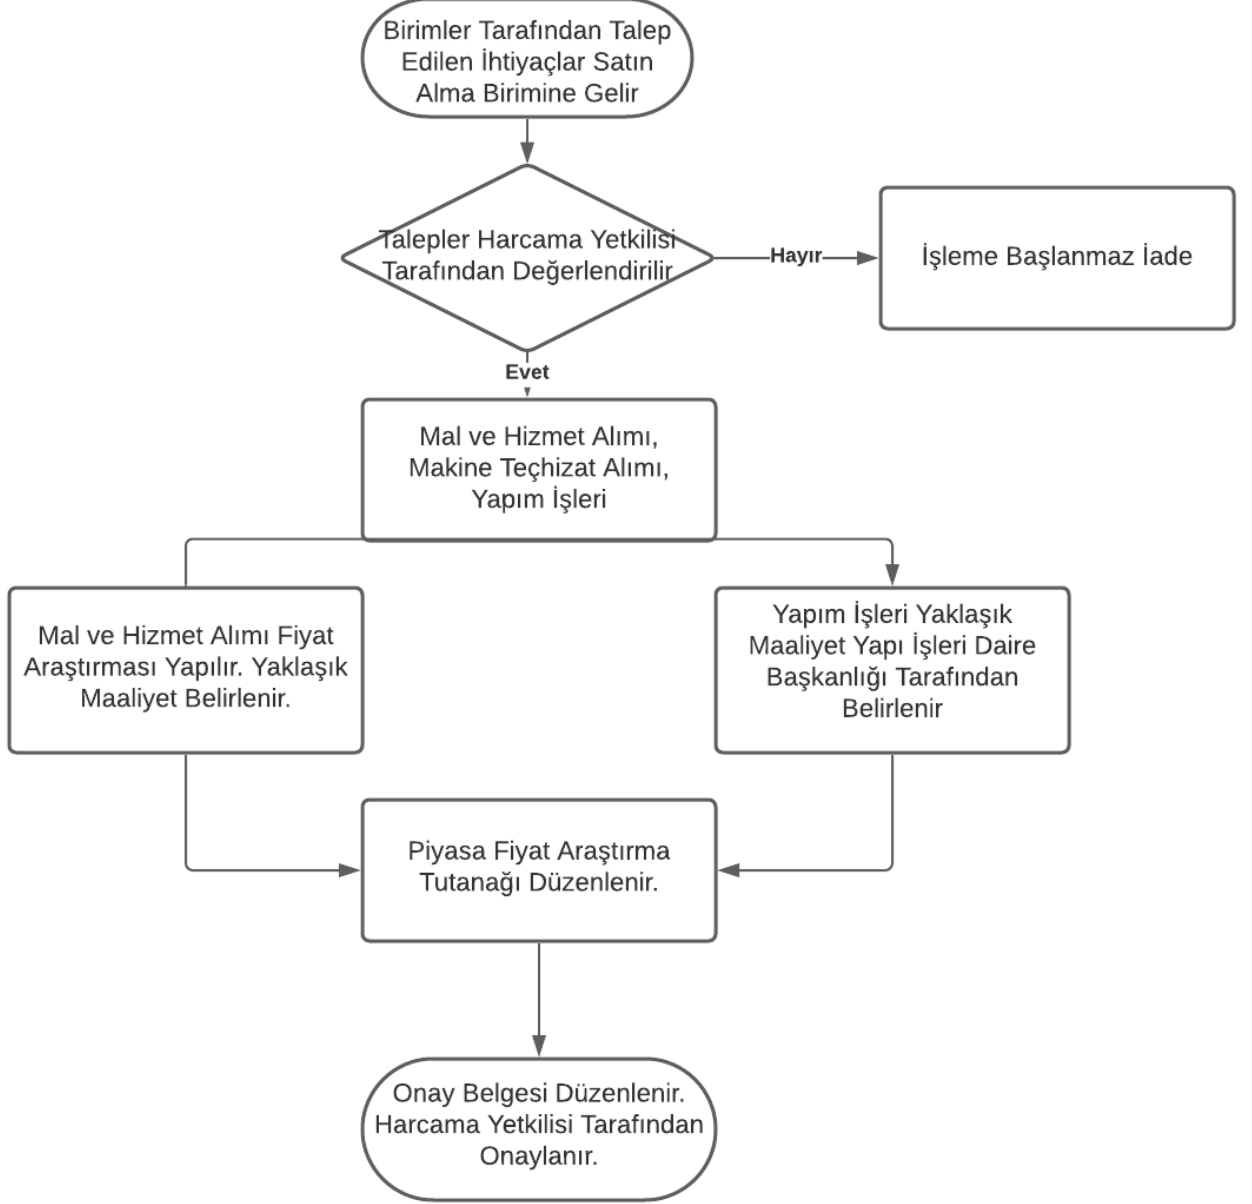 Birimler Tarafından Talep
Edilen İhtiyaçlar Satın
Alma Birimine Gelir
Talepler Harcama Yetkilisi
Tarafından Değerlendirilir
Hayır
İşleme Başlanmaz İade
Evet
Mal ve Hizmet Alımı,
Makine Teçhizat Alımı,
Yapım İşleri
Mal ve Hizmet Alımı Fiyat
Araştırması Yapılır. Yaklaşık
Maaliyet Belirlenir.
Yapım İşleri Yaklaşık
Maaliyet Yapı İşleri Daire
Başkanlığı Tarafından
Belirlenir
Piyasa Fiyat Araştırma
Tutanağı Düzenlenir.
Onay Belgesi Düzenlenir.
Harcama Yetkilisi Tarafından
Onaylanır.